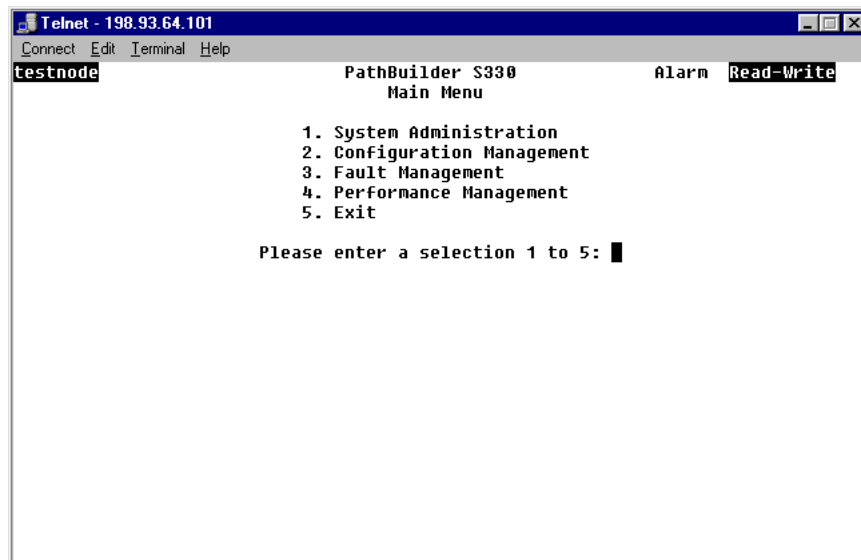 Telnet - 198.93.64.101
Connect Edit Terminal Help
testnode PathBuilder S330 Alarm Read-Write
Main Menu
1. System Administration
2. Configuration Management
3. Fault Management
4. Performance Management
5. Exit
Please enter a selection 1 to 5: